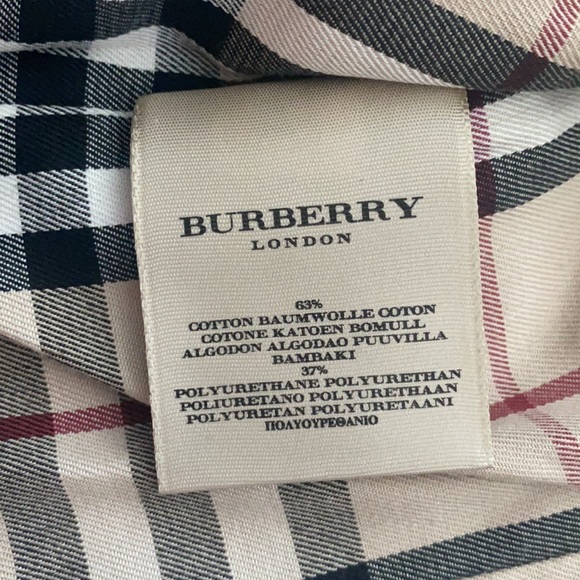 BURBERRY
LONDON
63%
COTTON BAUMWOLLE COTON
COTONE KATOEN BOMULL
ALGODON ALGODAO PUUVILLA
BAMBAKI
37%
POLYURETHANE POLYURETHAN
POLIURETANO POLYURETHAAN
POLYURETAN POLYURETAANI
ΠΟΛΥΟΥΡΕΘΑΝΙΟ